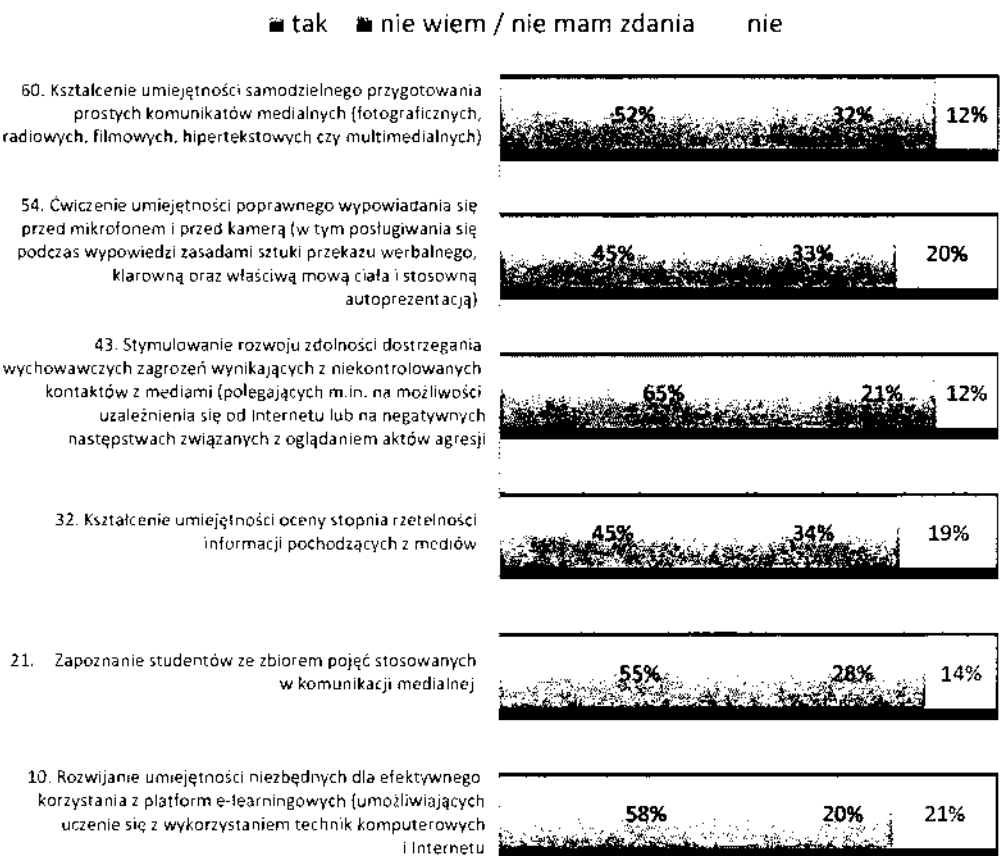 tak nie wiem / nie mam zdania nie
60. Kształcenie umiejętności samodzielnego przygotowania
prostych komunikatów medialnych (fotograficznych,
radiowych, filmowych, hipertekstowych czy multimedialnych)
52% 32% 12%
54. Ćwiczenie umiejętności poprawnego wypowiadania się
przed mikrofonem i przed kamerą (w tym posługiwania się
podczas wypowiedzi zasadami sztuki przekazu werbalnego,
klarowną oraz właściwą mową ciała i stosowną
autoprezentacją)
45% 33% 20%
43. Stymulowanie rozwoju zdolności dostrzegania
wychowawczych zagrożeń wynikających z niekontrolowanych
kontaktów z mediami (polegających m.in. na możliwości
uzależnienia się od Internetu lub na negatywnych
następstwach związanych z oglądaniem aktów agresji
65% 21% 12%
32. Kształcenie umiejętności oceny stopnia rzetelności
informacji pochodzących z mediów
45% 34% 19%
21. Zapoznanie studentów ze zbiorem pojęć stosowanych
w komunikacji medialnej
55% 28% 14%
10. Rozwijanie umiejętności niezbędnych dla efektywnego
korzystania z platform e-learningowych (umożliwiających
uczenie się z wykorzystaniem technik komputerowych
i Internetu
58% 20% 21%